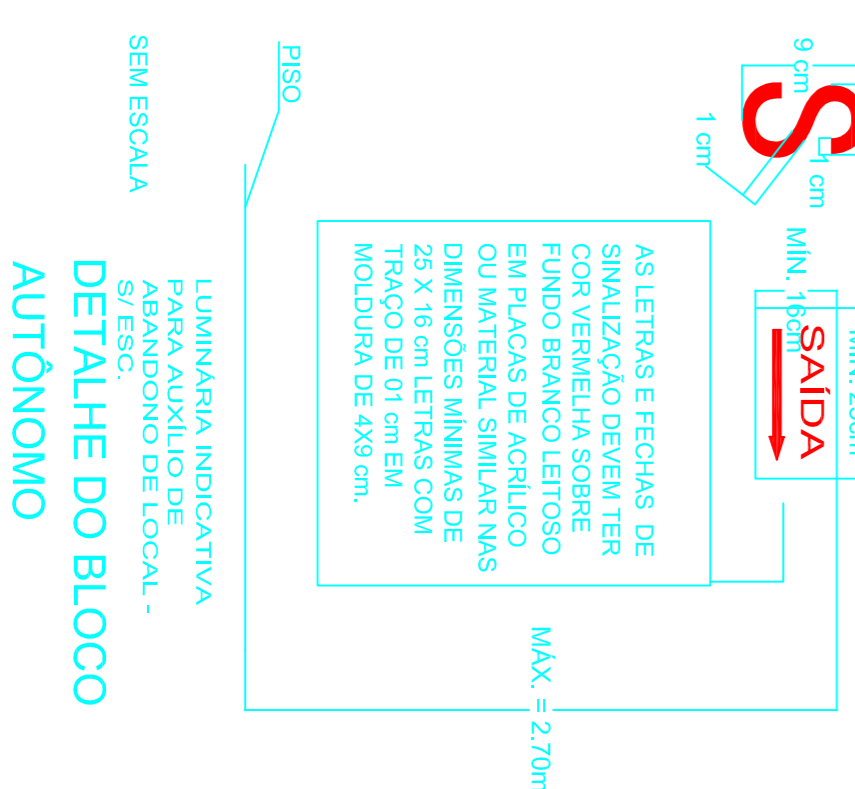 9 cm
1 cm
1 cm
MÍN. 16cm
MÍN. 25cm
S
SAÍDA
AS LETRAS E FECHAS DE
SINALIZAÇÃO DEVEM TER
COR VERMELHA SOBRE
FUNDO BRANCO LEITOSO
EM PLACAS DE ACRÍLICO
OU MATERIAL SIMILAR NAS
DIMENSÕES MÍNIMAS DE
25 X 16 cm LETRAS COM
TRAÇO DE 01 cm EM
MOLDURA DE 4X9 cm.
MÁX. = 2.70m
PISO
LUMINÁRIA INDICATIVA
PARA AUXÍLIO DE
ABANDONO DE LOCAL -
S/ ESC.
SEM ESCALA
DETALHE DO BLOCO
AUTÔNOMO